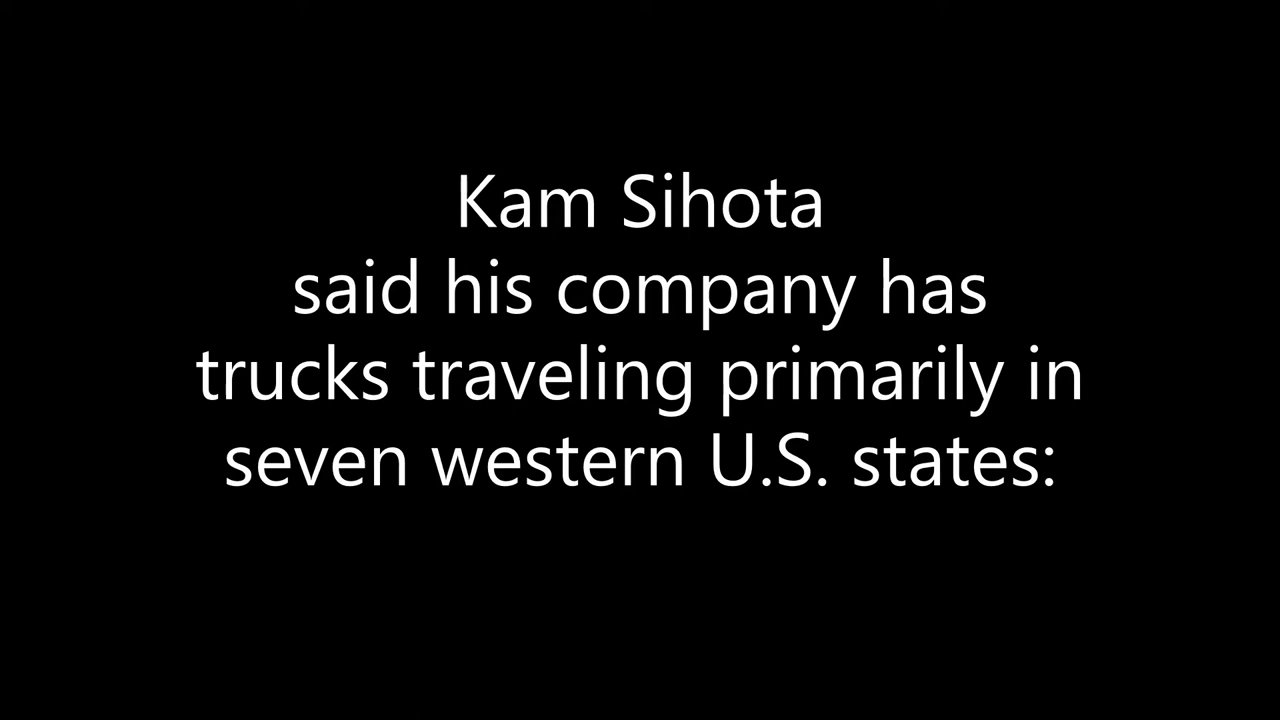 Kam Sihota
said his company has
trucks traveling primarily in
seven western U.S. states: